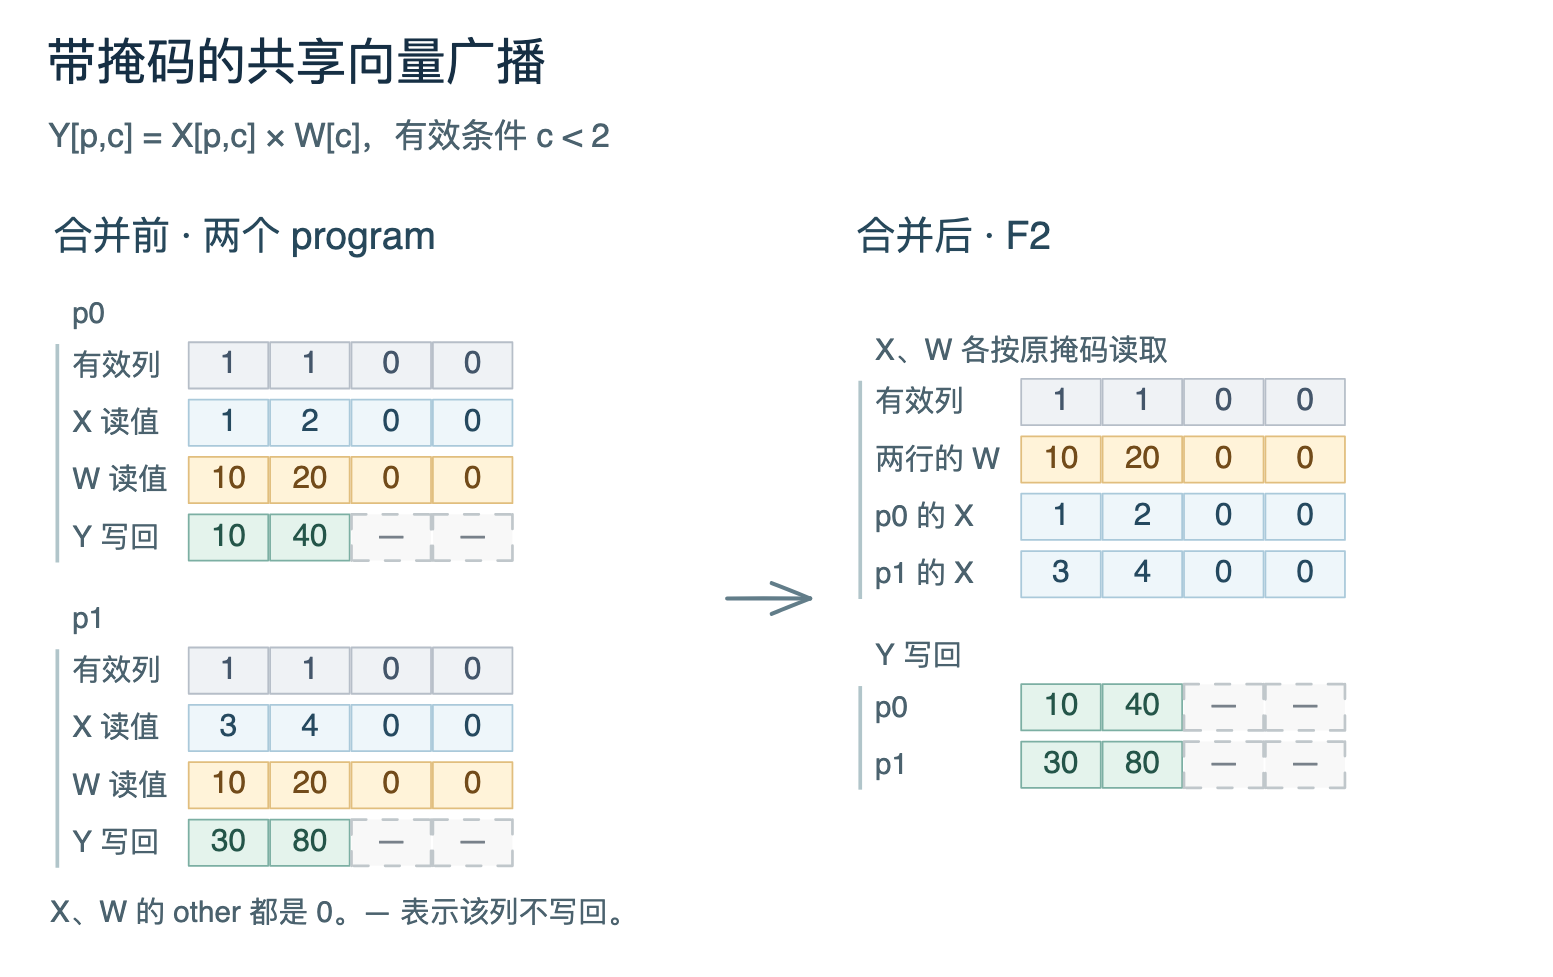 带掩码的共享向量广播
Y[p,c] = X[p,c] × W[c]，有效条件 c < 2
合并前 · 两个 program
p0
有效列 1 1 0 0
X 读值 1 2 0 0
W 读值 10 20 0 0
Y 写回 10 40 — —
p1
有效列 1 1 0 0
X 读值 3 4 0 0
W 读值 10 20 0 0
Y 写回 30 80 — —
X、W 的 other 都是 0。— 表示该列不写回。
合并后 · F2
X、W 各按原掩码读取
有效列 1 1 0 0
两行的 W 10 20 0 0
p0 的 X 1 2 0 0
p1 的 X 3 4 0 0
Y 写回
p0 10 40 — —
p1 30 80 — —